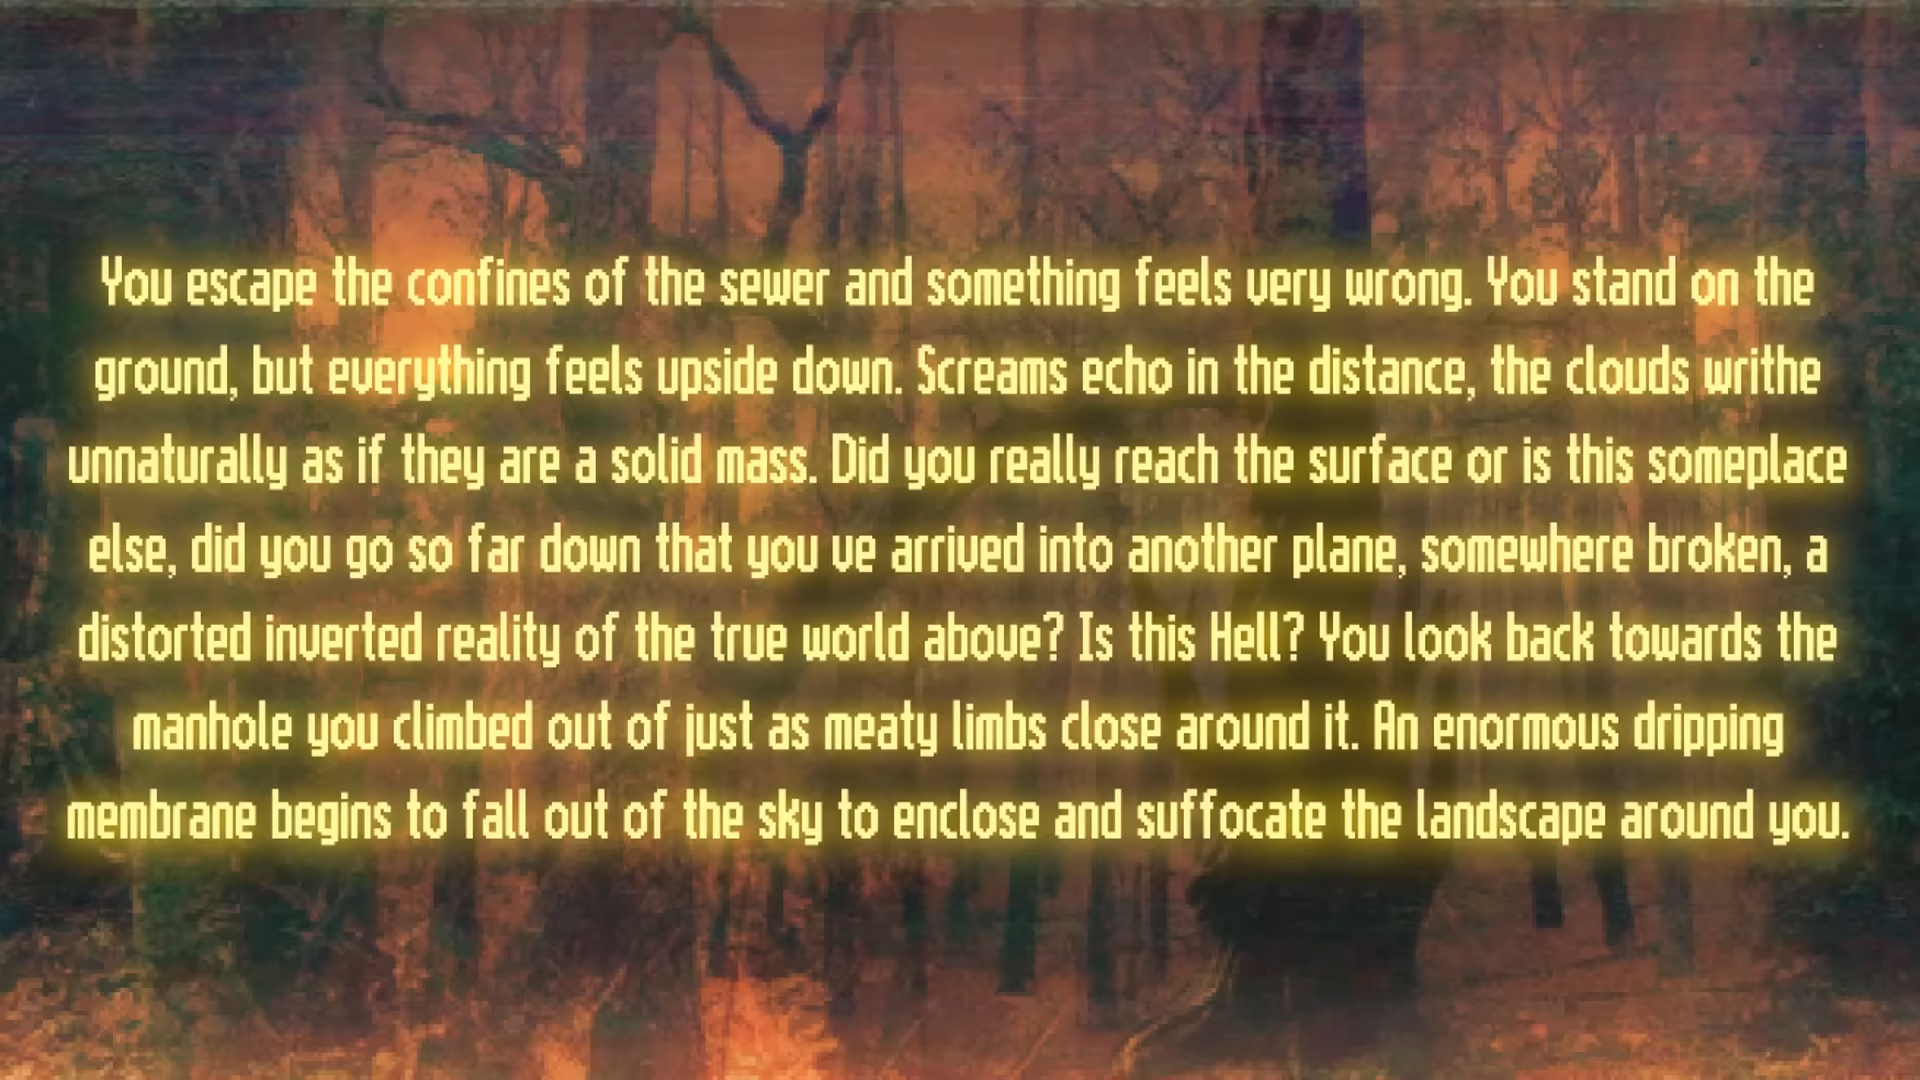 You escape the confines of the sewer and something feels very wrong. You stand on the
ground, but everything feels upside down. Screams echo in the distance, the clouds writhe
unnaturally as if they are a solid mass. Did you really reach the surface or is this someplace
else, did you go so far down that you ve arrived into another plane, somewhere broken, a
distorted inverted reality of the true world above? Is this Hell? You look back towards the
manhole you climbed out of just as meaty limbs close around it. An enormous dripping
membrane begins to fall out of the sky to enclose and suffocate the landscape around you.